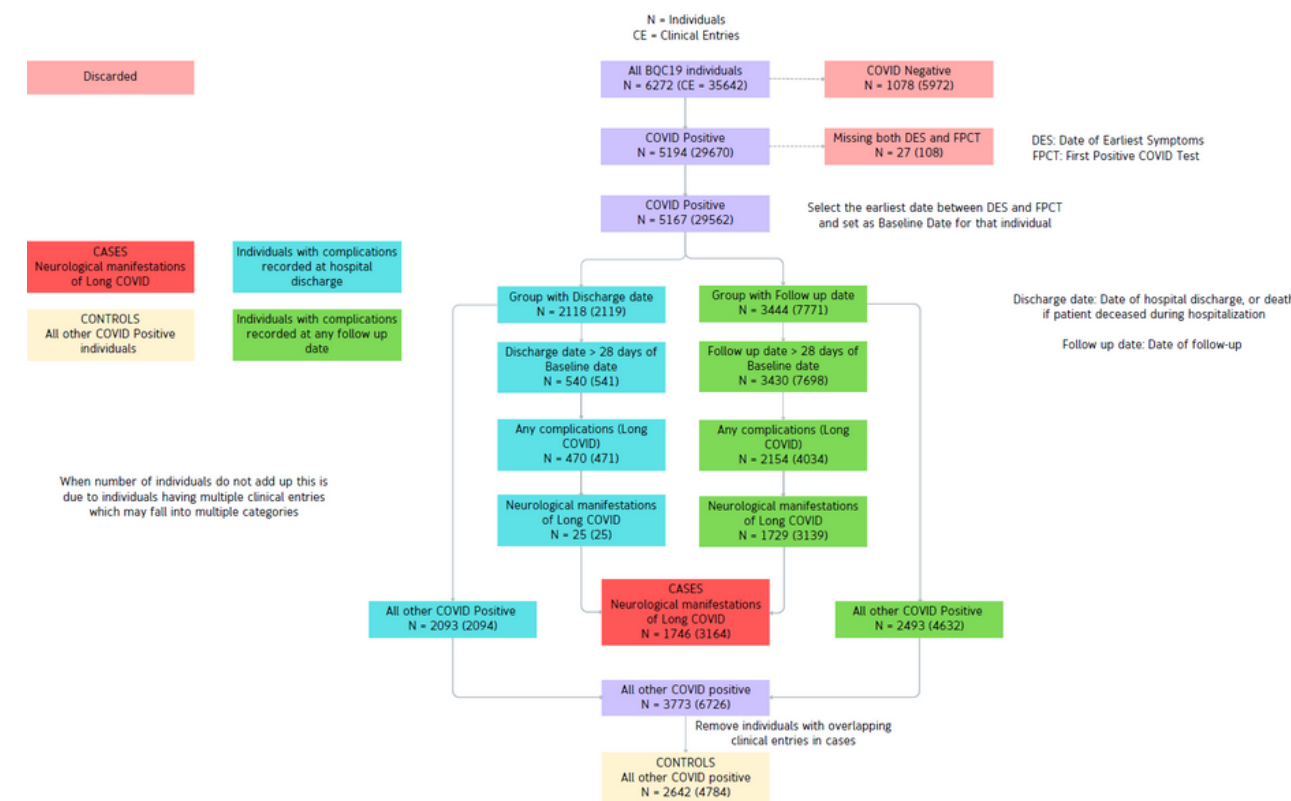 N = Individuals
CE = Clinical Entries
Discarded
All BQC19 individuals
N = 6272 (CE = 35642)
COVID Negative
N = 1078 (5972)
COVID Positive
N = 5194 (29670)
Missing both DES and FPCT
N = 27 (108)
DES: Date of Earliest Symptoms
FPCT: First Positive COVID Test
COVID Positive
N = 5167 (29562)
Select the earliest date between DES and FPCT
and set as Baseline Date for that individual
CASES
Neurological manifestations
of Long COVID
Individuals with complications
recorded at hospital
discharge
CONTROLS
All other COVID Positive
individuals
Individuals with complications
recorded at any follow up
date
Group with Discharge date
N = 2118 (2119)
Group with Follow up date
N = 3444 (7771)
Discharge date: Date of hospital discharge, or death
if patient deceased during hospitalization
Follow up date: Date of follow-up
Discharge date > 28 days of
Baseline date
N = 540 (541)
Follow up date > 28 days of
Baseline date
N = 3430 (7698)
Any complications (Long
COVID)
N = 470 (471)
Any complications (Long
COVID)
N = 2154 (4034)
When number of individuals do not add up this is
due to individuals having multiple clinical entries
which may fall into multiple categories
Neurological manifestations
of Long COVID
N = 25 (25)
Neurological manifestations
of Long COVID
N = 1729 (3139)
All other COVID Positive
N = 2093 (2094)
CASES
Neurological manifestations
of Long COVID
N = 1746 (3164)
All other COVID Positive
N = 2493 (4632)
All other COVID positive
N = 3773 (6726)
Remove individuals with overlapping
clinical entries in cases
CONTROLS
All other COVID positive
N = 2642 (4784)